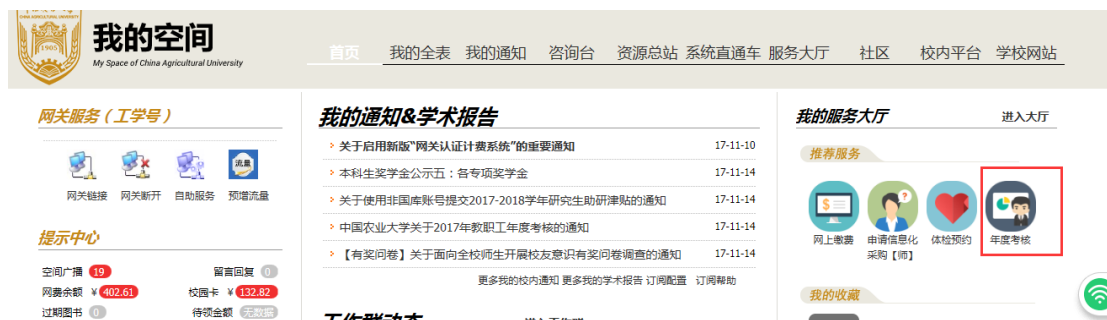 CHINA AGRICULTURAL UNIVERSITY
1905
我的空间
My Space of China Agricultural University
首页 我的全表 我的通知 咨询台 资源总站 系统直通车 服务大厅 社区 校内平台 学校网站
网关服务（工学号）
流量
网关链接 网关断开 自助服务 预增流量
提示中心
空间广播 19 留言回复 0
网费余额 ￥402.61 校园卡 ￥132.82
过期图书 0 待领金额 无数据
我的通知&学术报告
关于启用新版"网关认证计费系统"的重要通知 17-11-10
本科生奖学金公示五：各专项奖学金 17-11-14
关于使用非国库账号提交2017-2018学年研究生助研津贴的通知 17-11-14
中国农业大学关于2017年教职工年度考核的通知 17-11-14
【有奖问卷】关于面向全校师生开展校友意识有奖问卷调查的通知 17-11-14
更多我的校内通知 更多我的学术报告 订阅配置 订阅帮助
我的服务大厅 进入大厅
推荐服务
网上缴费 申请信息化采购【师】 体检预约 年度考核
我的收藏